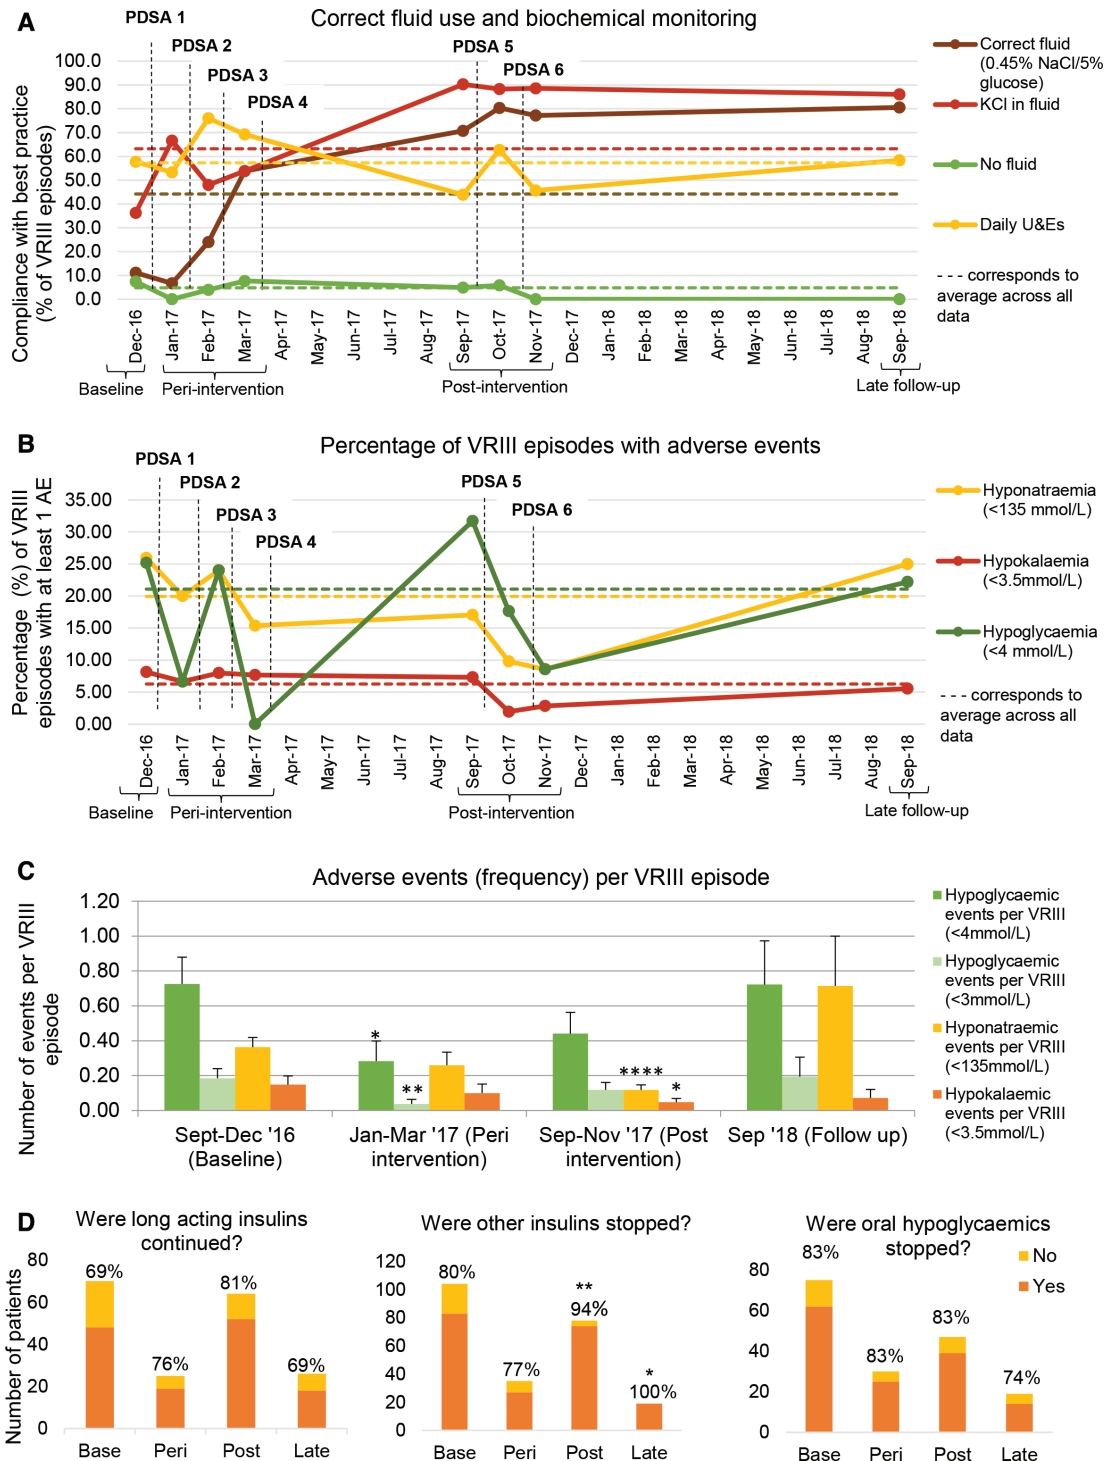 A
Correct fluid use and biochemical monitoring
PDSA 1
PDSA 2
PDSA 3
PDSA 4
PDSA 5
PDSA 6
Compliance with best practice
(% of VRIII episodes)
100.0
90.0
80.0
70.0
60.0
50.0
40.0
30.0
20.0
10.0
0.0
Dec-16
Jan-17
Feb-17
Mar-17
Apr-17
May-17
Jun-17
Jul-17
Aug-17
Sep-17
Oct-17
Nov-17
Dec-17
Jan-18
Feb-18
Mar-18
Apr-18
May-18
Jun-18
Jul-18
Aug-18
Sep-18
Baseline
Peri-intervention
Post-intervention
Late follow-up
Correct fluid
(0.45% NaCl/5%
glucose)
KCl in fluid
No fluid
Daily U&Es
--- corresponds to
average across all
data
B
Percentage of VRIII episodes with adverse events
PDSA 1
PDSA 2
PDSA 3
PDSA 4
PDSA 5
PDSA 6
Percentage (%) of VRIII
episodes with at least 1 AE
35.00
30.00
25.00
20.00
15.00
10.00
5.00
0.00
Dec-16
Jan-17
Feb-17
Mar-17
Apr-17
May-17
Jun-17
Jul-17
Aug-17
Sep-17
Oct-17
Nov-17
Dec-17
Jan-18
Feb-18
Mar-18
Apr-18
May-18
Jun-18
Jul-18
Aug-18
Sep-18
Baseline
Peri-intervention
Post-intervention
Late follow-up
Hyponatraemia
(<135 mmol/L)
Hypokalaemia
(<3.5mmol/L)
Hypoglycaemia
(<4 mmol/L)
--- corresponds to
average across all
data
C
Adverse events (frequency) per VRIII episode
Number of events per VRIII
episode
1.20
1.00
0.80
0.60
0.40
0.20
0.00
*
**
****
*
Sept-Dec '16
(Baseline)
Jan-Mar '17 (Peri
intervention)
Sep-Nov '17 (Post
intervention)
Sep '18 (Follow up)
Hypoglycaemic
events per VRIII
(<4mmol/L)
Hypoglycaemic
events per VRIII
(<3mmol/L)
Hyponatraemic
events per VRIII
(<135mmol/L)
Hypokalaemic
events per VRIII
(<3.5mmol/L)
D
Were long acting insulins
continued?
Number of patients
80
60
40
20
0
69%
76%
81%
69%
Base
Peri
Post
Late
Were other insulins stopped?
120
100
80
60
40
20
0
80%
77%
**
94%
*
100%
Base
Peri
Post
Late
Were oral hypoglycaemics
stopped?
80
60
40
20
0
83%
83%
83%
74%
Base
Peri
Post
Late
No
Yes